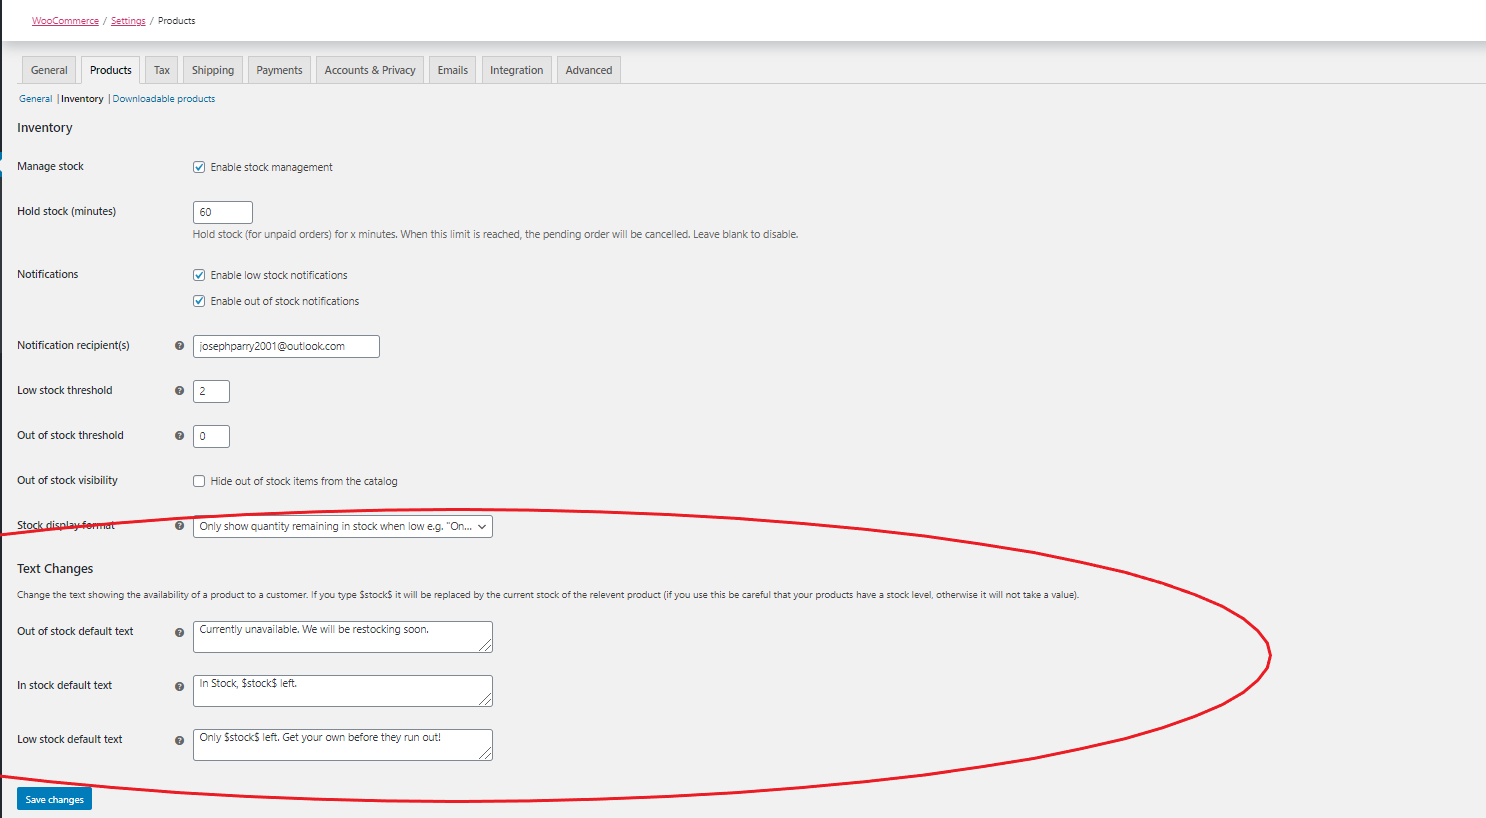 WooCommerce / Settings / Products
General Products Tax Shipping Payments Accounts & Privacy Emails Integration Advanced
General | Inventory | Downloadable products
Inventory
Manage stock Enable stock management
Hold stock (minutes) 60
Hold stock (for unpaid orders) for x minutes. When this limit is reached, the pending order will be cancelled. Leave blank to disable.
Notifications Enable low stock notifications
Enable out of stock notifications
Notification recipient(s) josephparry2001@outlook.com
Low stock threshold 2
Out of stock threshold 0
Out of stock visibility Hide out of stock items from the catalog
Stock display format Only show quantity remaining in stock when low e.g. "On...
Text Changes
Change the text showing the availability of a product to a customer. If you type $stock$ it will be replaced by the current stock of the relevent product (if you use this be careful that your products have a stock level, otherwise it will not take a value).
Out of stock default text Currently unavailable. We will be restocking soon.
In stock default text In Stock, $stock$ left.
Low stock default text Only $stock$ left. Get your own before they run out!
Save changes